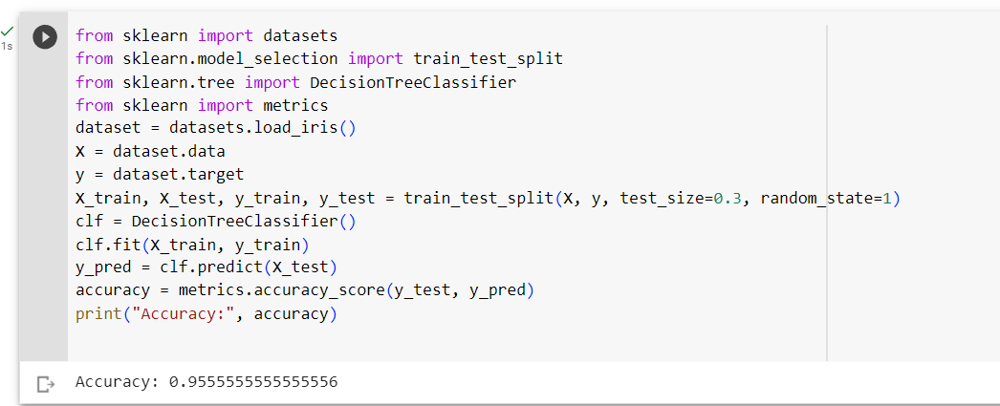 1s
from sklearn import datasets
from sklearn.model_selection import train_test_split
from sklearn.tree import DecisionTreeClassifier
from sklearn import metrics
dataset = datasets.load_iris()
X = dataset.data
y = dataset.target
X_train, X_test, y_train, y_test = train_test_split(X, y, test_size=0.3, random_state=1)
clf = DecisionTreeClassifier()
clf.fit(X_train, y_train)
y_pred = clf.predict(X_test)
accuracy = metrics.accuracy_score(y_test, y_pred)
print("Accuracy:", accuracy)
Accuracy: 0.9555555555555556